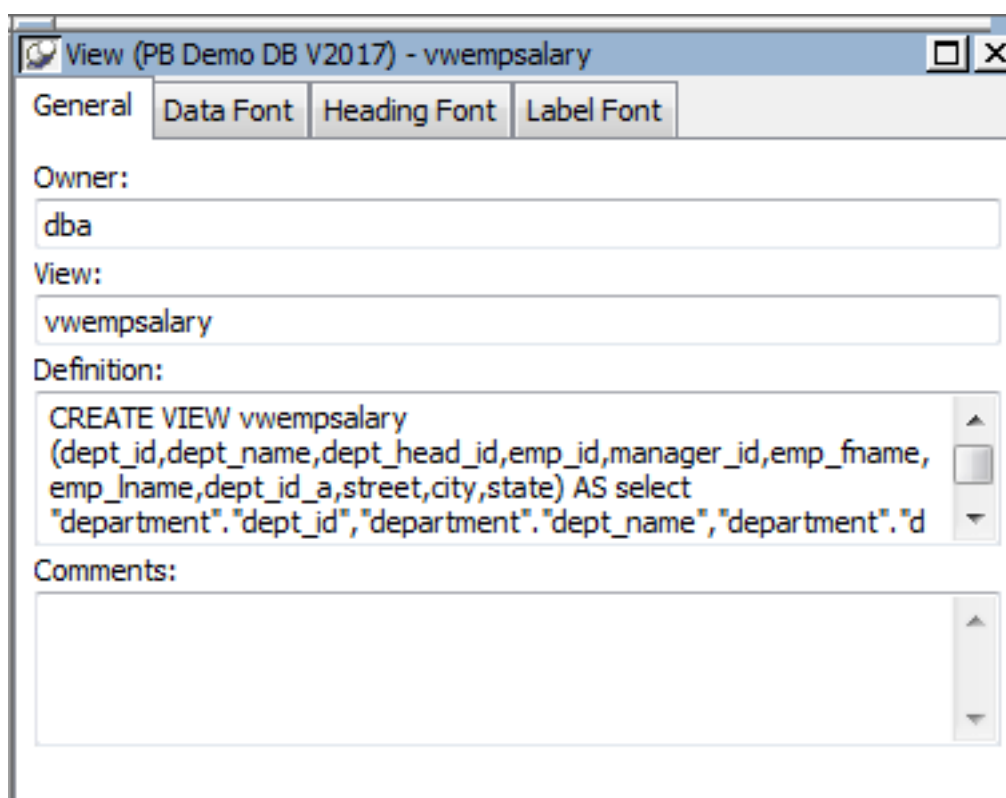 View (PB Demo DB V2017) - vwempsalary
General Data Font Heading Font Label Font
Owner:
dba
View:
vwempsalary
Definition:
CREATE VIEW vwempsalary
(dept_id,dept_name,dept_head_id,emp_id,manager_id,emp_fname,
emp_lname,dept_id_a,street,city,state) AS select
"department"."dept_id","department"."dept_name","department"."d
Comments: